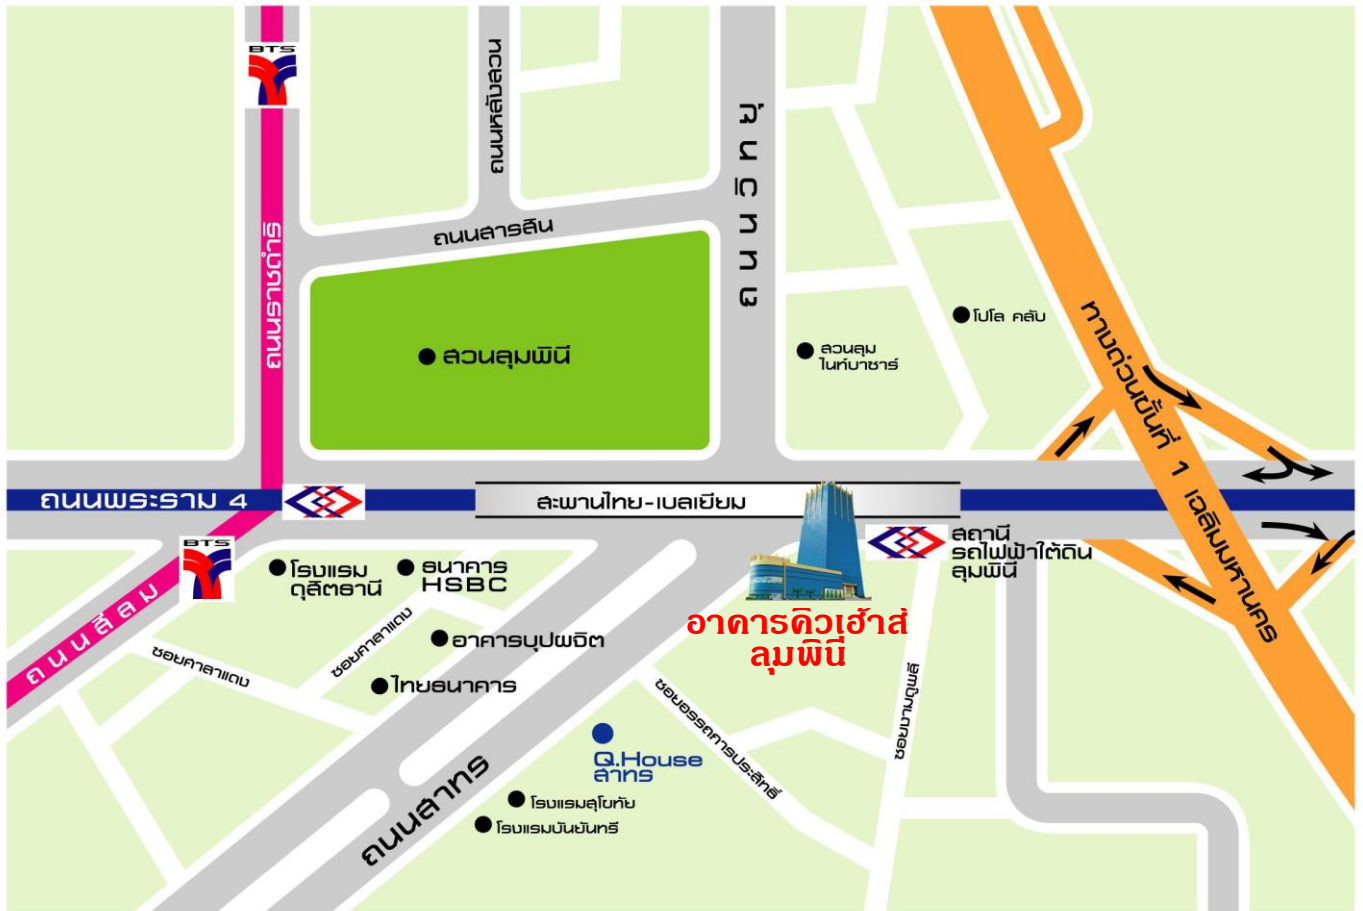 BTS
ถนนหลังสวน
วิทยุ
ถนนราชดำริ
ถนนสารสิน
สวนลุมพินี
สวนลุม
ไนท์บาซาร์
โปโล คลับ
ทางด่วนขั้นที่ 1 เฉลิมมหานคร
ถนนพระราม 4
สะพานไทย-เบลเยียม
BTS
ถนนสีลม
โรงแรม
ดุสิตธานี
ธนาคาร
HSBC
สถานี
รถไฟฟ้าใต้ดิน
ลุมพินี
อาคารคิวเฮ้าส์
ลุมพินี
ซอยศาลาแดง
ซอยศาลาแดง
อาคารบุปผจิต
ไทยธนาคาร
Q.House
สาทร
ซอยอรรถการประสิทธิ์
ซอยงามดูพลี
โรงแรมสุโขทัย
โรงแรมบันยันทรี
ถนนสาทร